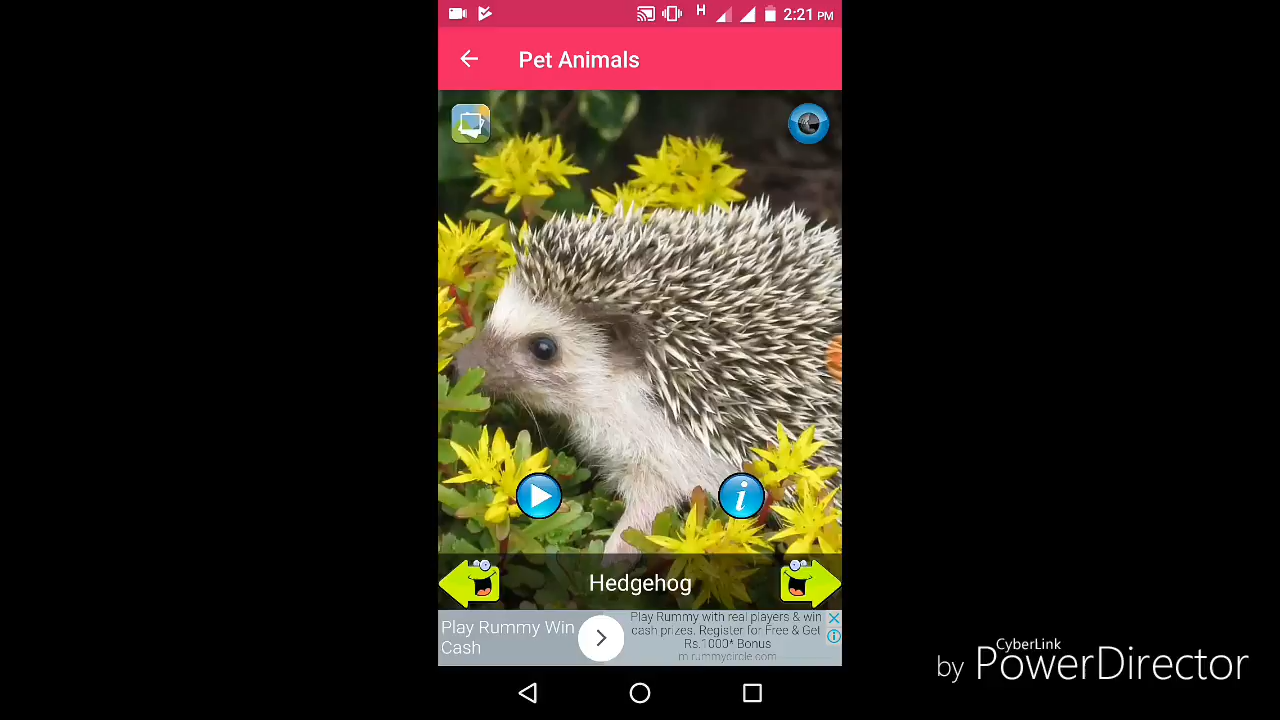 H 2:21 PM
Pet Animals
i
Hedgehog
Play Rummy Win
Cash
Play Rummy with real players & win
cash prizes. Register for Free & Get
Rs.1000* Bonus
m.rummycircle.com
CyberLink
by PowerDirector